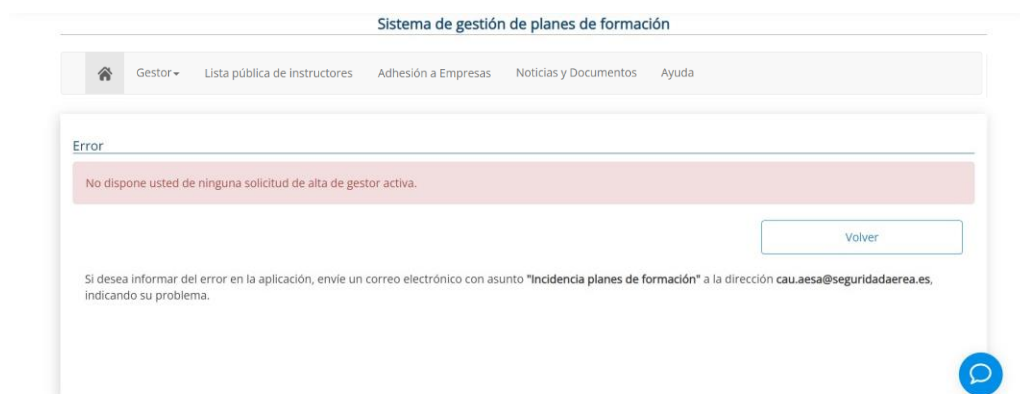 Sistema de gestión de planes de formación
Gestor Lista pública de instructores Adhesión a Empresas Noticias y Documentos Ayuda
Error
No dispone usted de ninguna solicitud de alta de gestor activa.
Volver
Si desea informar del error en la aplicación, envíe un correo electrónico con asunto "Incidencia planes de formación" a la dirección cau.aesa@seguridadaerea.es,
indicando su problema.